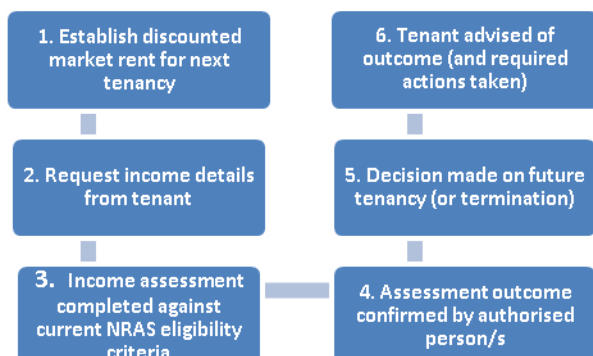 1. Establish discounted
market rent for next
tenancy
2. Request income details
from tenant
3. Income assessment
completed against
current NRAS eligibility
criteria
4. Assessment outcome
confirmed by authorised
person/s
5. Decision made on future
tenancy (or termination)
6. Tenant advised of
outcome (and required
actions taken)